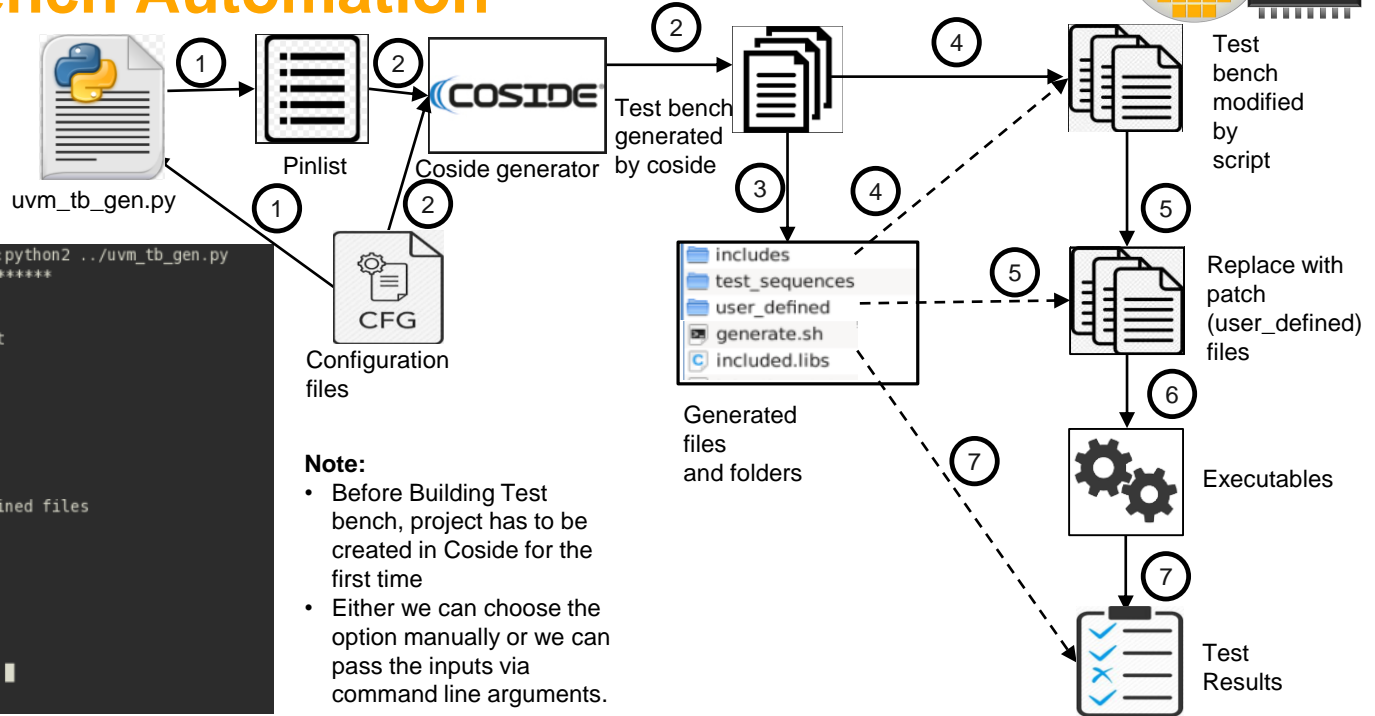 ench Automation
1
2
2
4
COSIDE
Test bench
generated
by coside
Test
bench
modified
by
script
Pinlist
Coside generator
uvm_tb_gen.py
1
2
3
4
5
:python2 ../uvm_tb_gen.py
******
t
ined files
CFG
Configuration
files
includes
test_sequences
user_defined
generate.sh
included.libs
5
Replace with
patch
(user_defined)
files
Generated
files
and folders
6
7
Executables
Note:
• Before Building Test
bench, project has to be
created in Coside for the
first time
• Either we can choose the
option manually or we can
pass the inputs via
command line arguments.
7
Test
Results